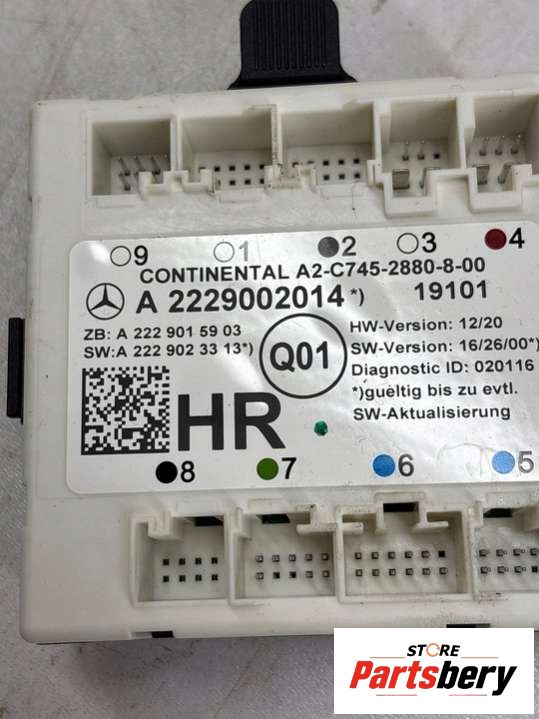 9 1 2 3 4
CONTINENTAL A2-C745-2880-8-00
A 2229002014 *) 19101
ZB: A 222 901 59 03
SW:A 222 902 33 13*)
Q01
HW-Version: 12/20
SW-Version: 16/26/00*)
Diagnostic ID: 020116
*)gueltig bis zu evtl.
SW-Aktualisierung
HR
8 7 6 5
STORE
Partsbery